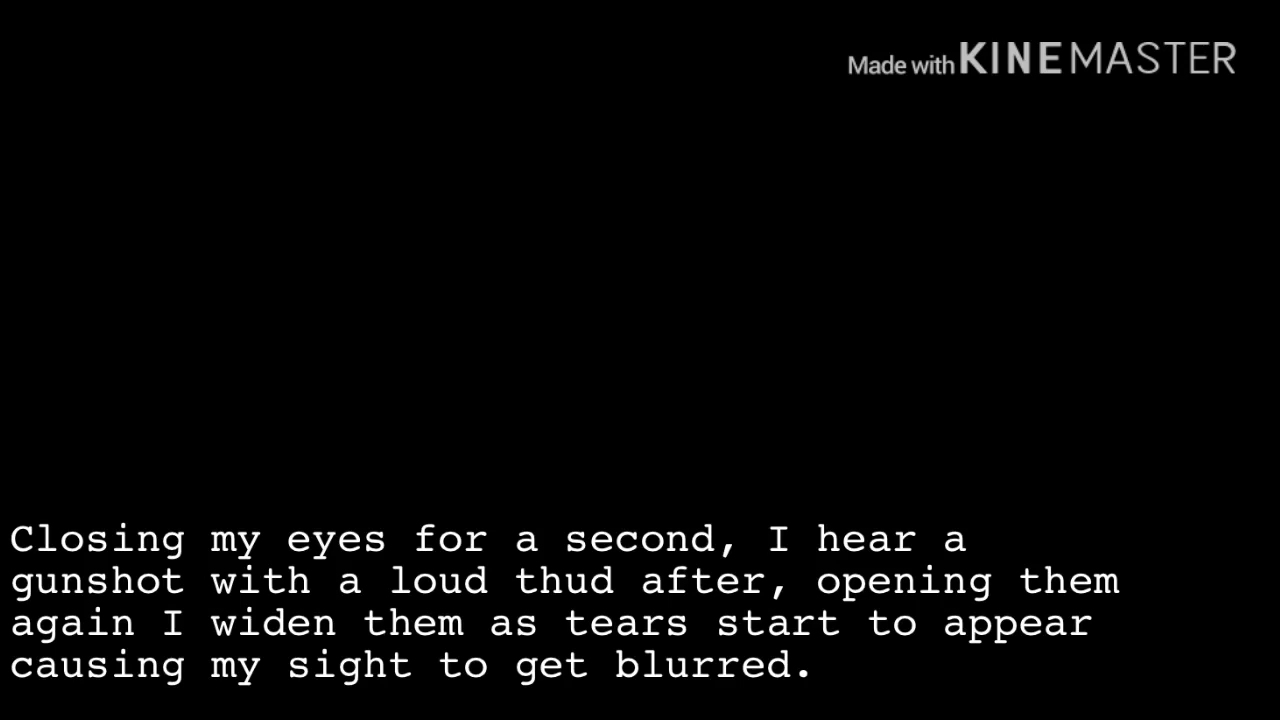 Made with KINEMASTER
Closing my eyes for a second, I hear a
gunshot with a loud thud after, opening them
again I widen them as tears start to appear
causing my sight to get blurred.